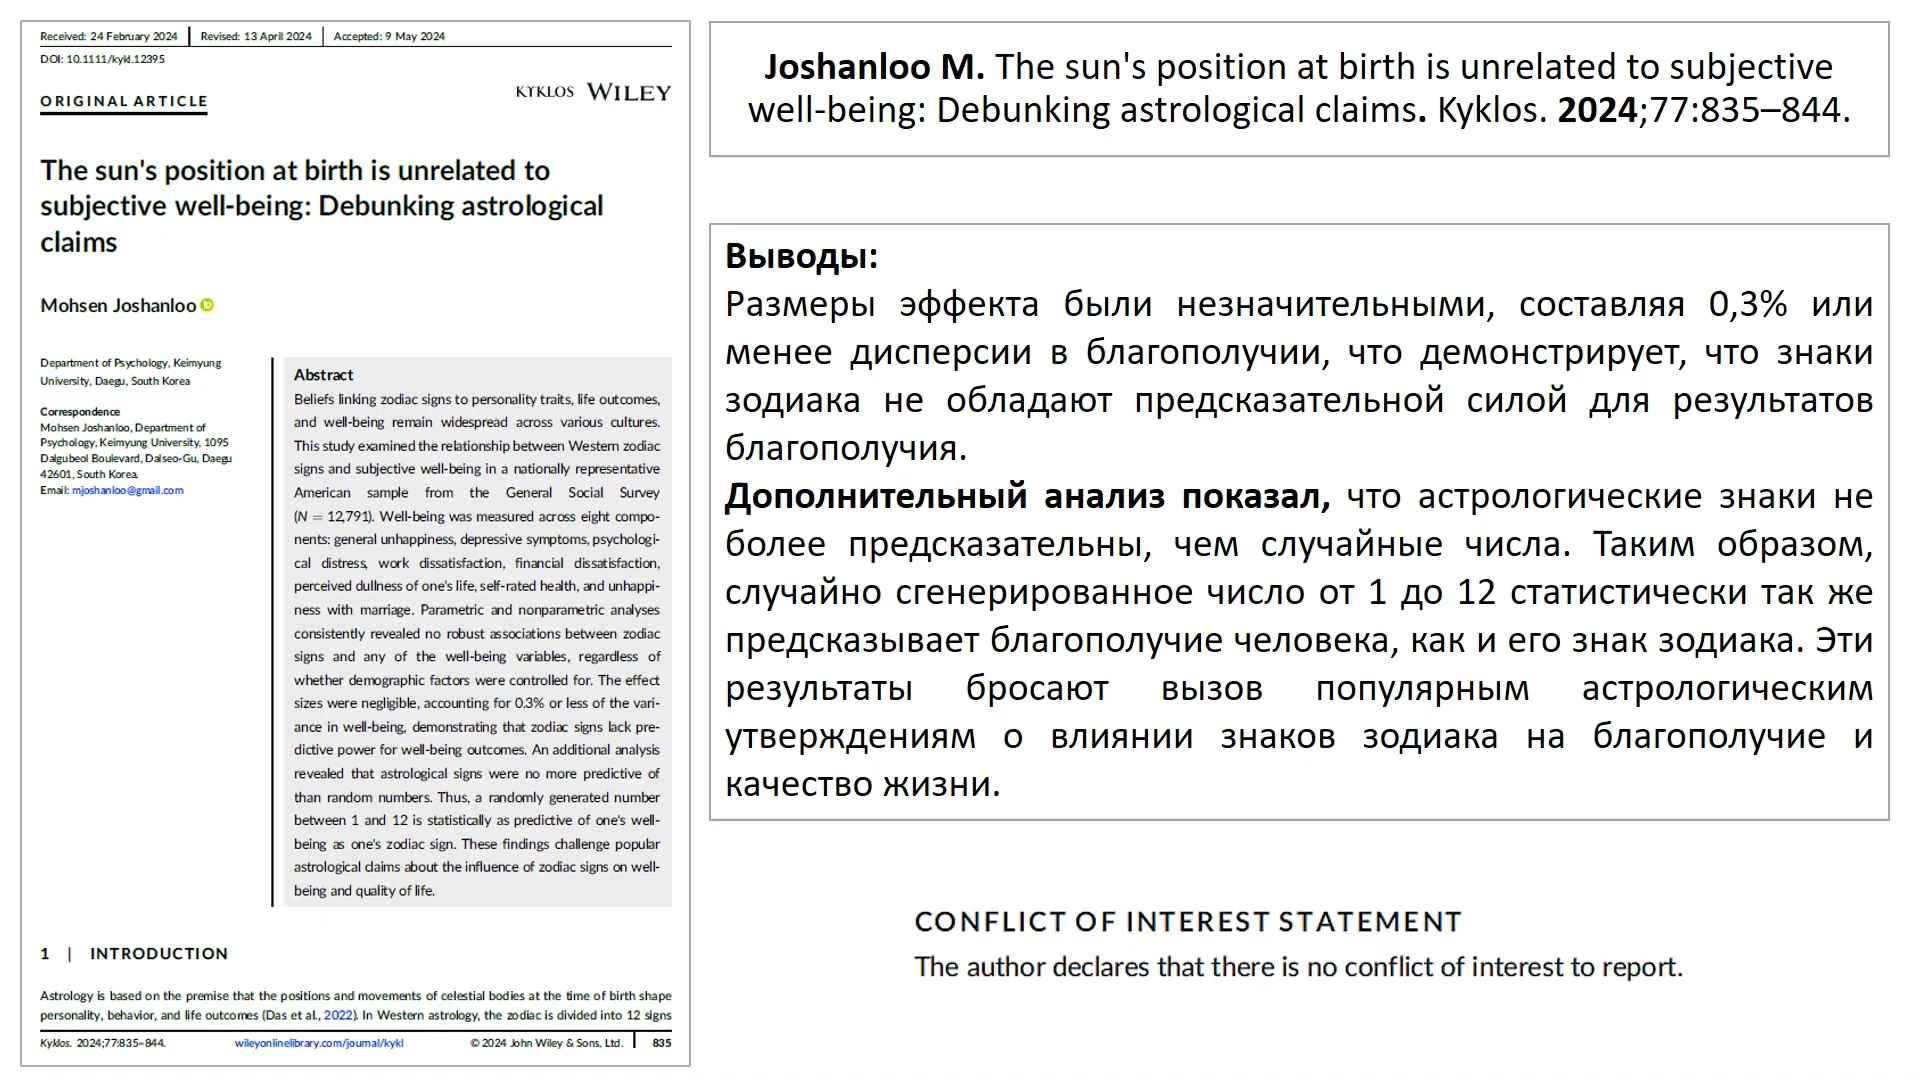 Received: 24 February 2024 | Revised: 13 April 2024 | Accepted: 9 May 2024
DOI: 10.1111/kykl.12395
ORIGINAL ARTICLE
KYKLOS WILEY
The sun's position at birth is unrelated to
subjective well-being: Debunking astrological
claims
Mohsen Joshanloo
Department of Psychology, Keimyung
University, Daegu, South Korea
Correspondence
Mohsen Joshanloo, Department of
Psychology, Keimyung University, 1095
Dalgubeol Boulevard, Dalseo-Gu, Daegu
42601, South Korea.
Email: mjoshanloo@gmail.com
Abstract
Beliefs linking zodiac signs to personality traits, life outcomes,
and well-being remain widespread across various cultures.
This study examined the relationship between Western zodiac
signs and subjective well-being in a nationally representative
American sample from the General Social Survey
(N = 12,791). Well-being was measured across eight compo-
nents: general unhappiness, depressive symptoms, psychologi-
cal distress, work dissatisfaction, financial dissatisfaction,
perceived dullness of one's life, self-rated health, and unhappi-
ness with marriage. Parametric and nonparametric analyses
consistently revealed no robust associations between zodiac
signs and any of the well-being variables, regardless of
whether demographic factors were controlled for. The effect
sizes were negligible, accounting for 0.3% or less of the vari-
ance in well-being, demonstrating that zodiac signs lack pre-
dictive power for well-being outcomes. An additional analysis
revealed that astrological signs were no more predictive of
than random numbers. Thus, a randomly generated number
between 1 and 12 is statistically as predictive of one's well-
being as one's zodiac sign. These findings challenge popular
astrological claims about the influence of zodiac signs on well-
being and quality of life.
1 | INTRODUCTION
Astrology is based on the premise that the positions and movements of celestial bodies at the time of birth shape
personality, behavior, and life outcomes (Das et al., 2022). In Western astrology, the zodiac is divided into 12 signs
Kyklos. 2024;77:835–844. wileyonlinelibrary.com/journal/kykl © 2024 John Wiley & Sons, Ltd. | 835
Joshanloo M. The sun's position at birth is unrelated to subjective
well-being: Debunking astrological claims. Kyklos. 2024;77:835–844.
Выводы:
Размеры эффекта были незначительными, составляя 0,3% или
менее дисперсии в благополучии, что демонстрирует, что знаки
зодиака не обладают предсказательной силой для результатов
благополучия.
Дополнительный анализ показал, что астрологические знаки не
более предсказательны, чем случайные числа. Таким образом,
случайно сгенерированное число от 1 до 12 статистически так же
предсказывает благополучие человека, как и его знак зодиака. Эти
результаты бросают вызов популярным астрологическим
утверждениям о влиянии знаков зодиака на благополучие и
качество жизни.
CONFLICT OF INTEREST STATEMENT
The author declares that there is no conflict of interest to report.